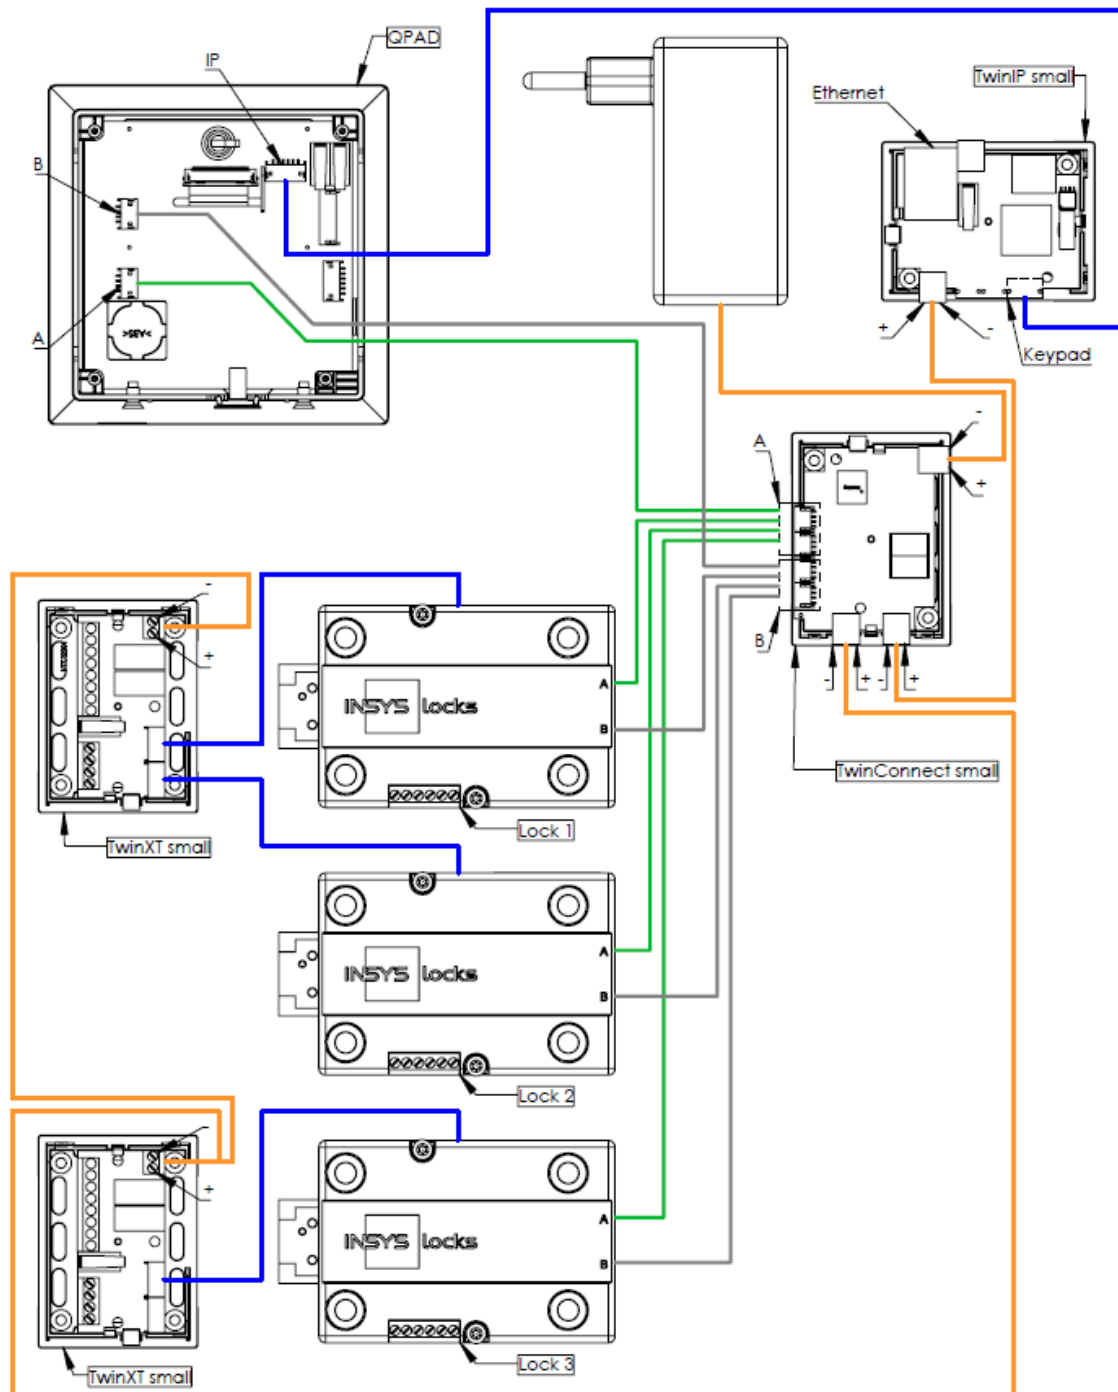 QPAD
IP
TwinIP small
Ethernet
B
A
>ABS<
+
-
Keypad
A
-
+
B
-
+
-
+
TwinConnect small
-
+
TwinXT small
INSYS locks
A
B
Lock 1
INSYS locks
A
B
Lock 2
-
+
TwinXT small
INSYS locks
A
B
Lock 3